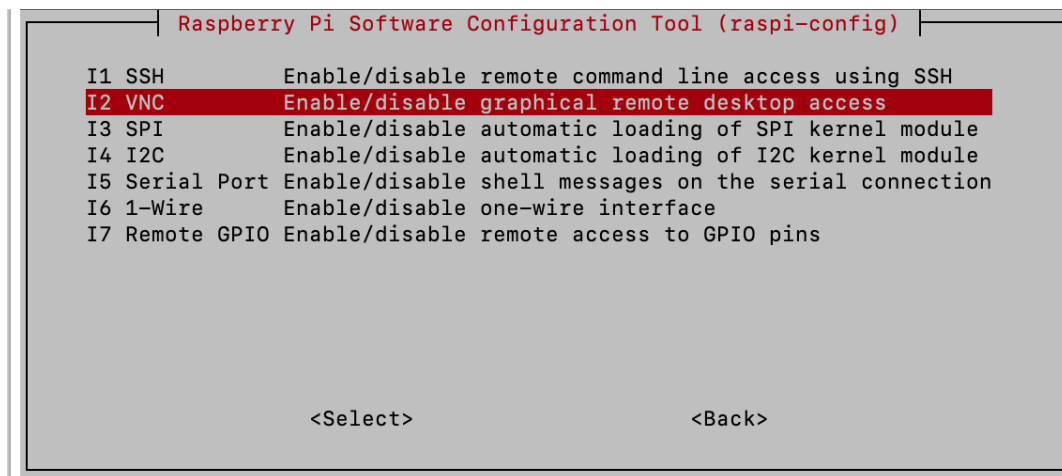 Raspberry Pi Software Configuration Tool (raspi-config)
I1 SSH Enable/disable remote command line access using SSH
I2 VNC Enable/disable graphical remote desktop access
I3 SPI Enable/disable automatic loading of SPI kernel module
I4 I2C Enable/disable automatic loading of I2C kernel module
I5 Serial Port Enable/disable shell messages on the serial connection
I6 1-Wire Enable/disable one-wire interface
I7 Remote GPIO Enable/disable remote access to GPIO pins
<Select> <Back>